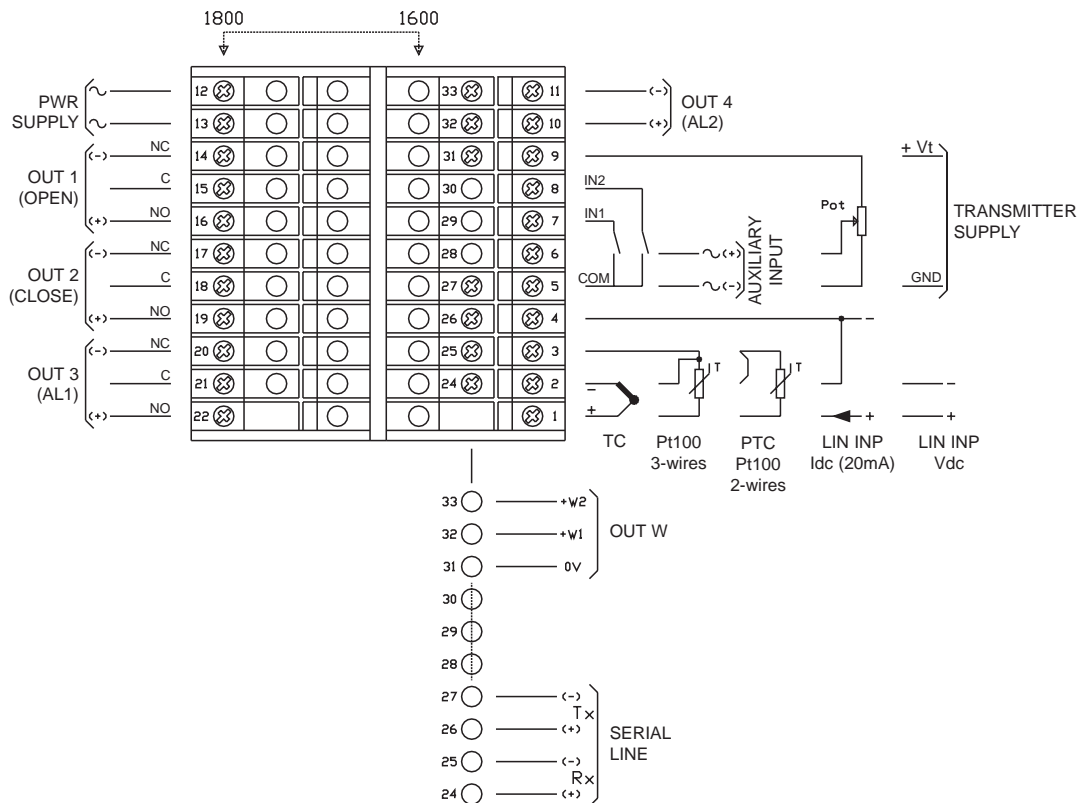 1800 1600
PWR
SUPPLY
OUT 1
(OPEN)
(-) NC
C
(+) NO
OUT 2
(CLOSE)
(-) NC
C
(+) NO
OUT 3
(AL1)
(-) NC
C
(+) NO
12 33 11
13 32 10
14 31 9
15 30 8
16 29 7
17 28 6
18 27 5
19 26 4
20 25 3
21 24 2
22 1
(-)
(+)
OUT 4
(AL2)
IN2
IN1
COM
~(+)
~(-)
AUXILIARY
INPUT
Pot
+ Vt
GND
TRANSMITTER
SUPPLY
-
-
+
TC
T
Pt100
3-wires
T
PTC
Pt100
2-wires
+
LIN INP
Idc (20mA)
-
+
LIN INP
Vdc
33 +W2
32 +W1
31 0V
OUT W
30
29
28
27 (-)
Tx
26 (+)
25 (-)
Rx
24 (+)
SERIAL
LINE